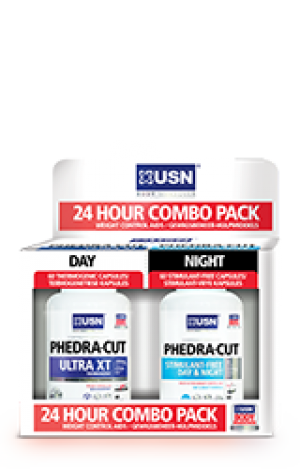 USN
24 HOUR COMBO PACK
WEIGHT CONTROL AIDS / GEWIGBEHEER-HULPMIDDELS
DAY
NIGHT
60 THERMOGENIC CAPSULES/
TERMOGENIESE KAPSULES
60 STIMULANT-FREE CAPSULES/
STIMULANT-VRYE KAPSULES
USN
USN
PHEDRA-CUT
PHEDRA-CUT
ULTRA XT
STIMULANT-FREE
DAY & NIGHT
24 HOUR COMBO PACK
USN